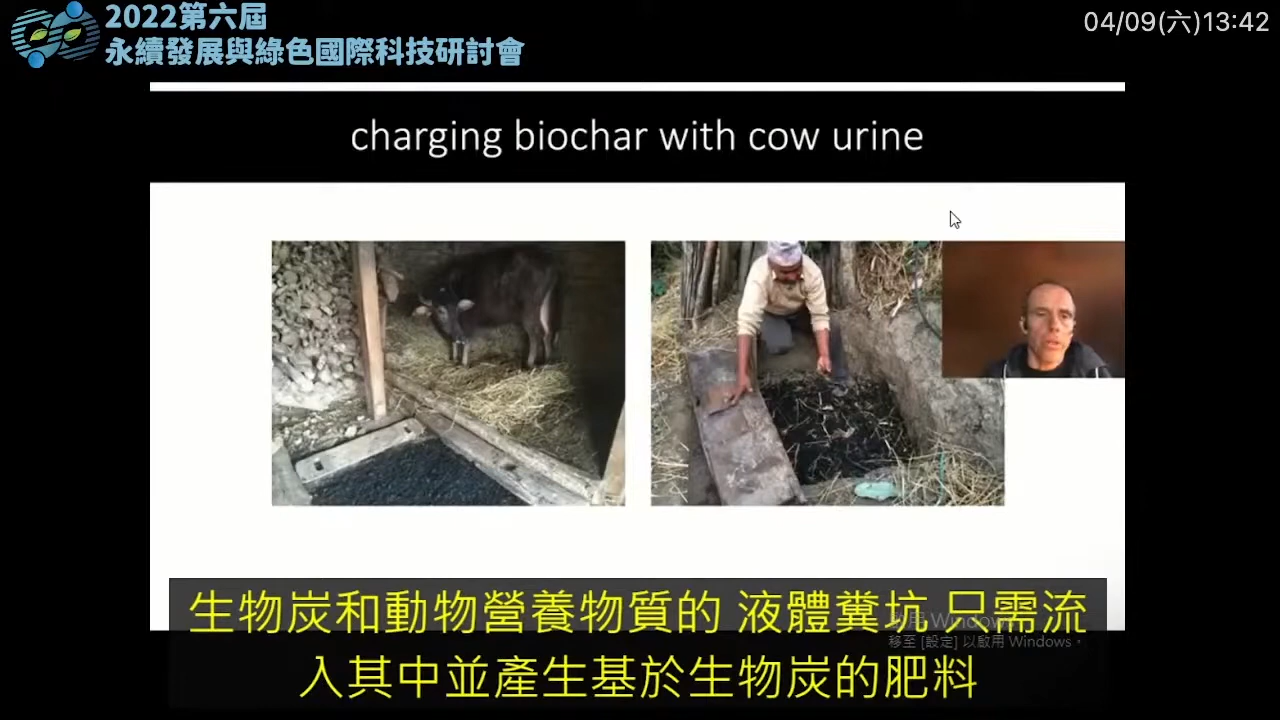 2022第六屆
永續發展與綠色國際科技研討會
04/09(六)13:42
charging biochar with cow urine
生物炭和動物營養物質的 液體糞坑 只需流
入其中並產生基於生物炭的肥料
Windows
移至 [設定] 以啟用 Windows。